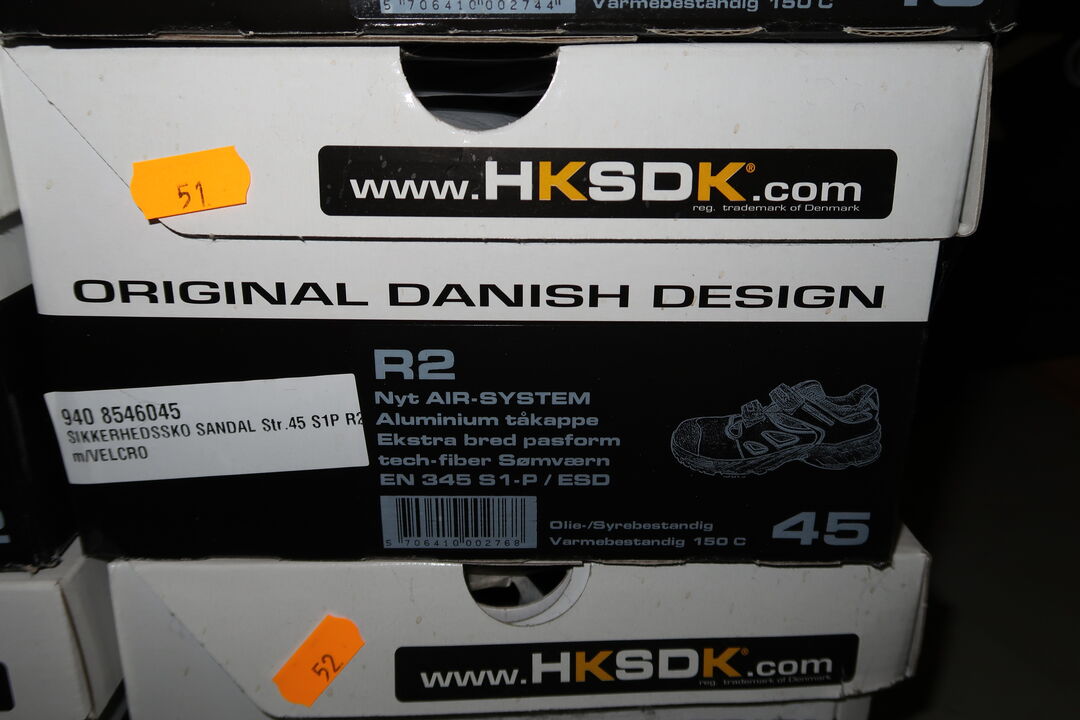 5 706410 002744
Varmebestandig 150 C
51
www.HKSDK®.com
reg. trademark of Denmark
ORIGINAL DANISH DESIGN
R2
Nyt AIR-SYSTEM
Aluminium tåkappe
Ekstra bred pasform
tech-fiber Sømværn
EN 345 S1-P / ESD
940 8546045
SIKKERHEDSSKO SANDAL Str.45 S1P R2
m/VELCRO
5 706410 002768
Olie-/Syrebestandig
Varmebestandig 150 C
45
52
www.HKSDK®.com
reg. trademark of Denmark